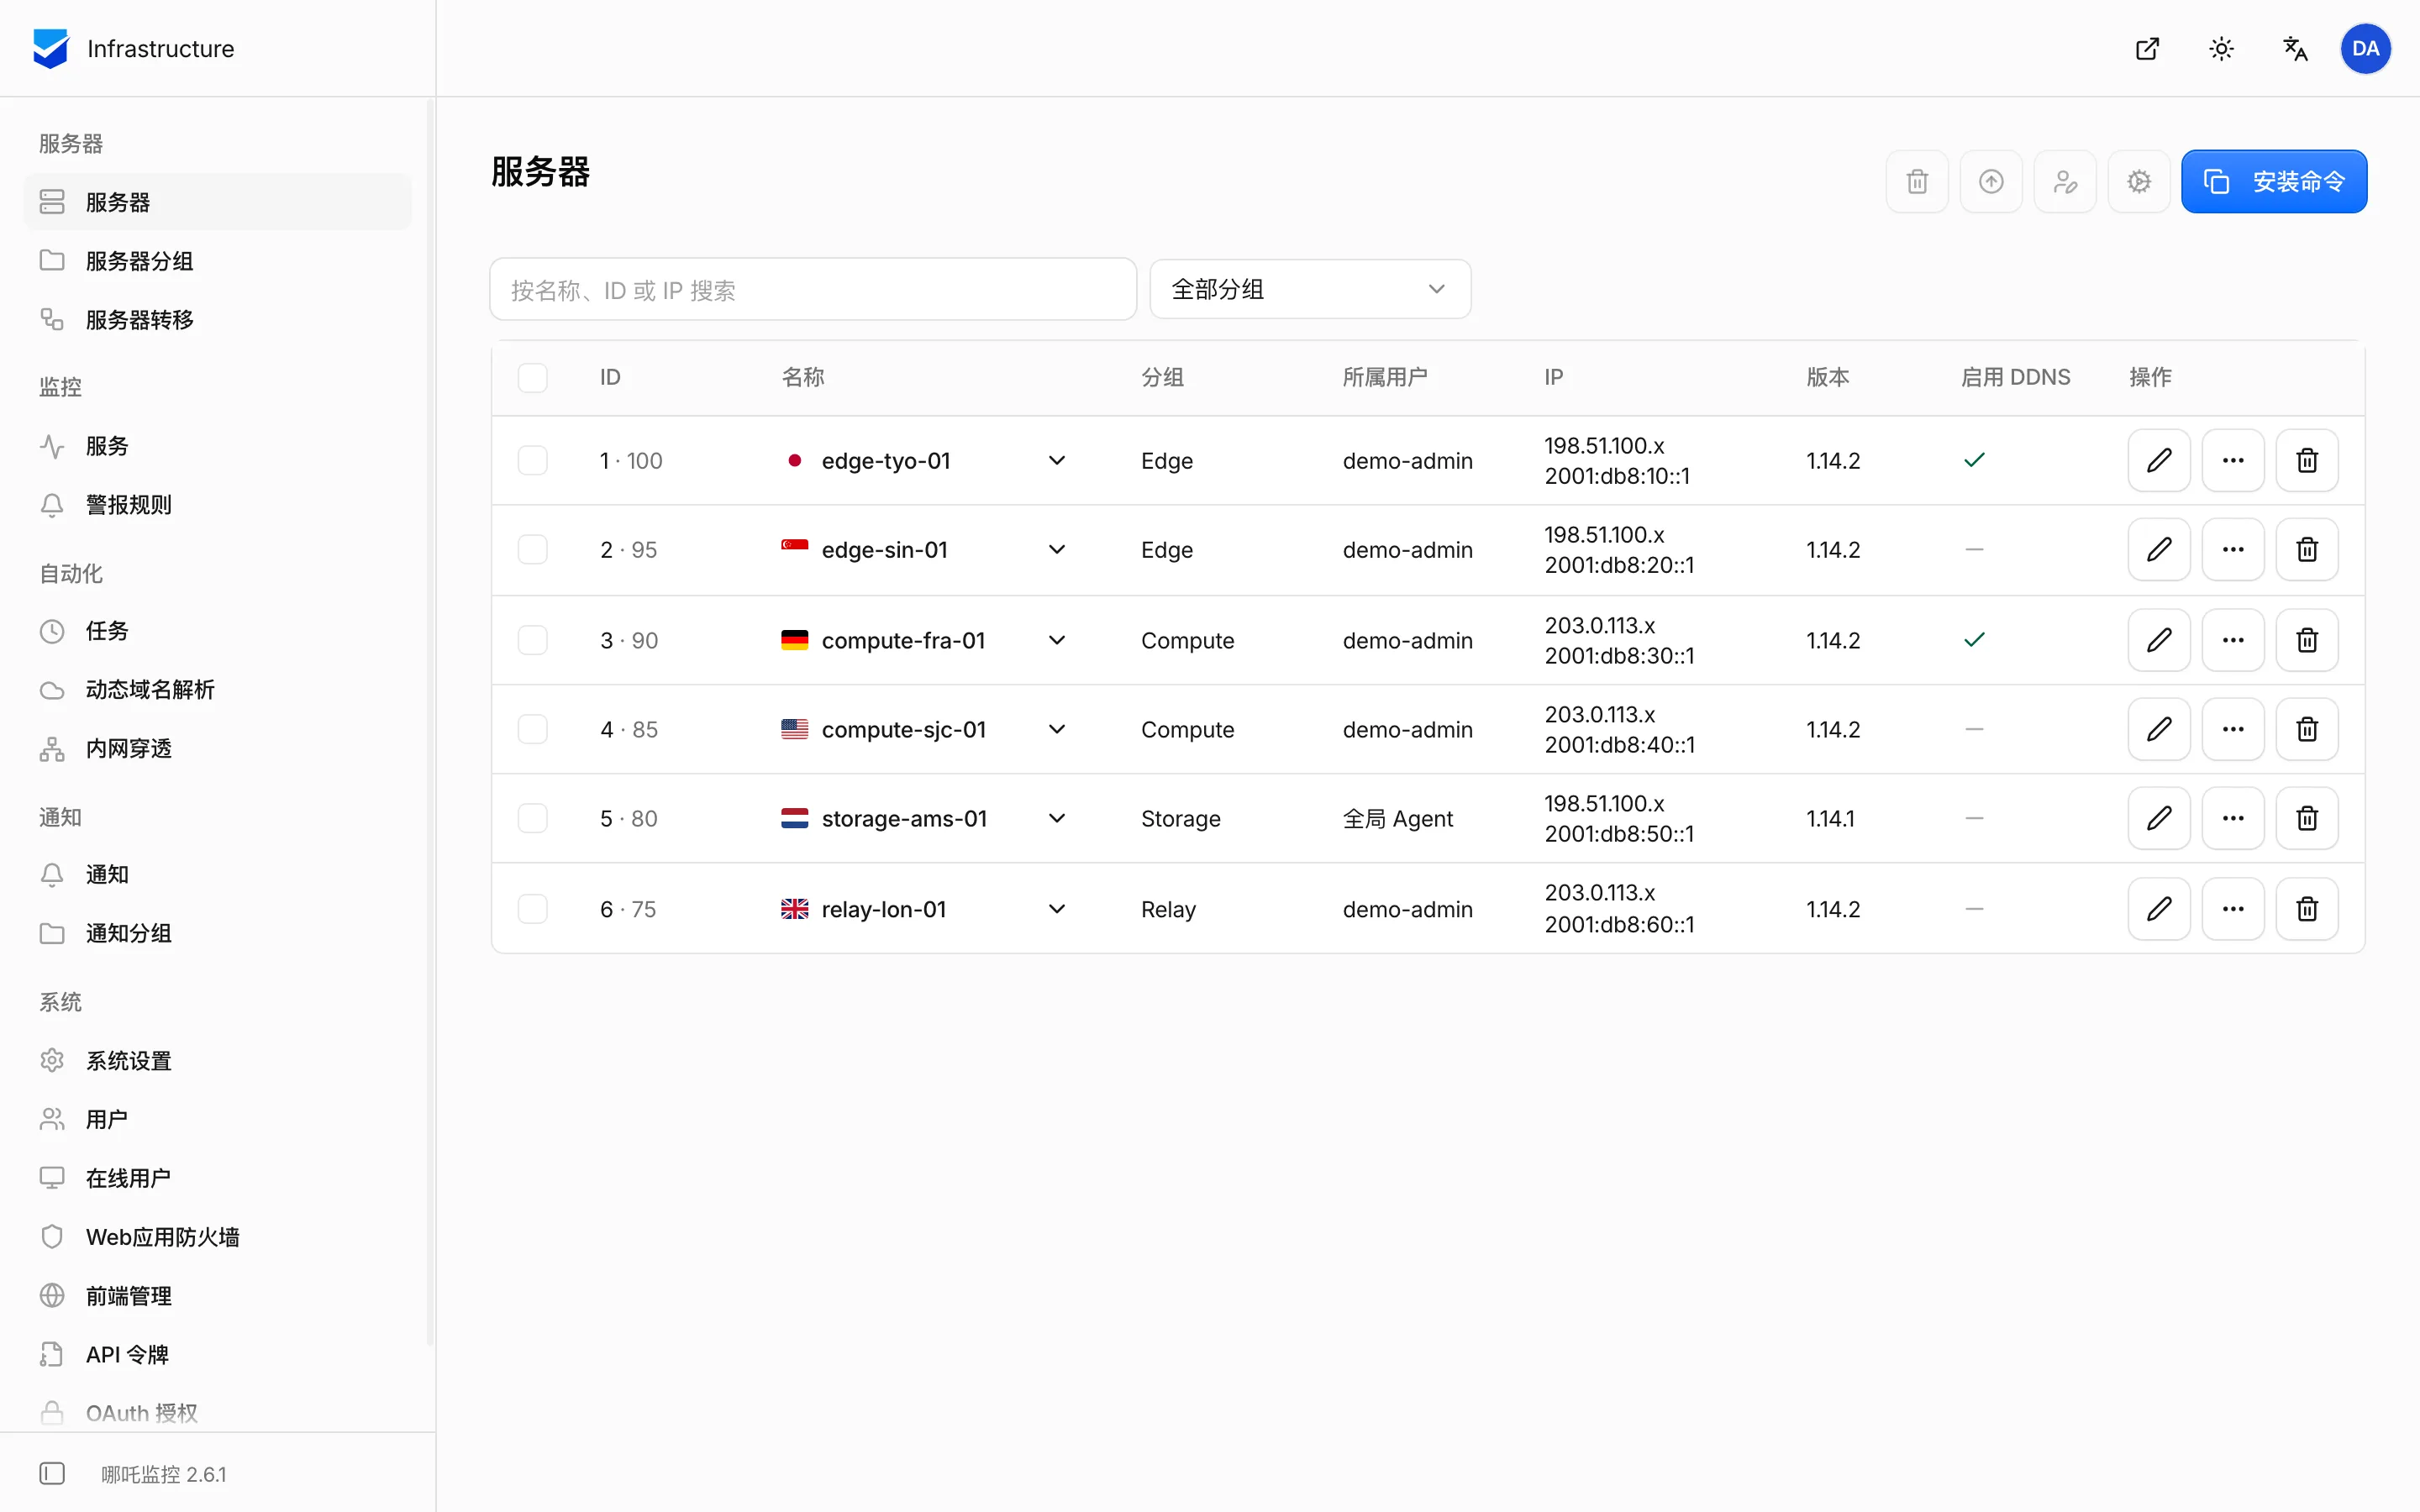 Infrastructure
DA
服务器
服务器
服务器分组
服务器转移
监控
服务
警报规则
自动化
任务
动态域名解析
内网穿透
通知
通知
通知分组
系统
系统设置
用户
在线用户
Web应用防火墙
前端管理
API 令牌
OAuth 授权
哪吒监控 2.6.1
服务器
安装命令
按名称、ID 或 IP 搜索
全部分组
ID 名称 分组 所属用户 IP 版本 启用 DDNS 操作
1 · 100 edge-tyo-01 Edge demo-admin 198.51.100.x 1.14.2
2001:db8:10::1
2 · 95 edge-sin-01 Edge demo-admin 198.51.100.x 1.14.2 —
2001:db8:20::1
3 · 90 compute-fra-01 Compute demo-admin 203.0.113.x 1.14.2
2001:db8:30::1
4 · 85 compute-sjc-01 Compute demo-admin 203.0.113.x 1.14.2 —
2001:db8:40::1
5 · 80 storage-ams-01 Storage 全局 Agent 198.51.100.x 1.14.1 —
2001:db8:50::1
6 · 75 relay-lon-01 Relay demo-admin 203.0.113.x 1.14.2 —
2001:db8:60::1